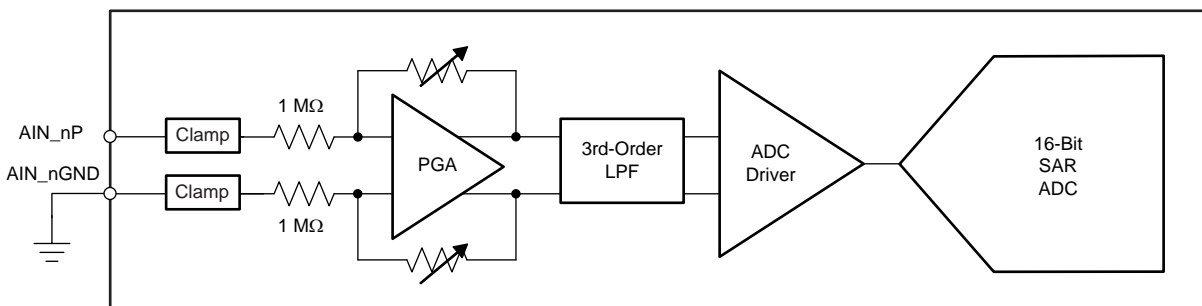 1 MΩ
AIN_nP
Clamp
AIN_nGND
Clamp
1 MΩ
PGA
3rd-Order
LPF
ADC
Driver
16-Bit
SAR
ADC